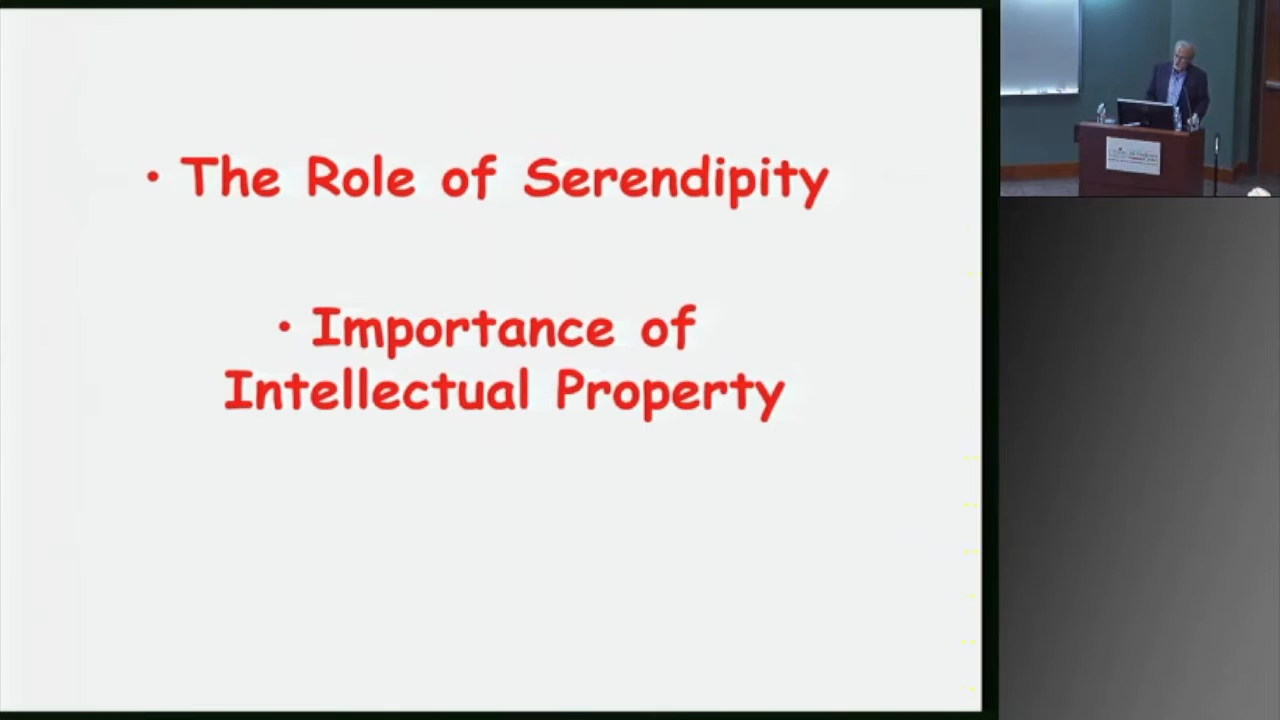 • The Role of Serendipity
• Importance of
Intellectual Property